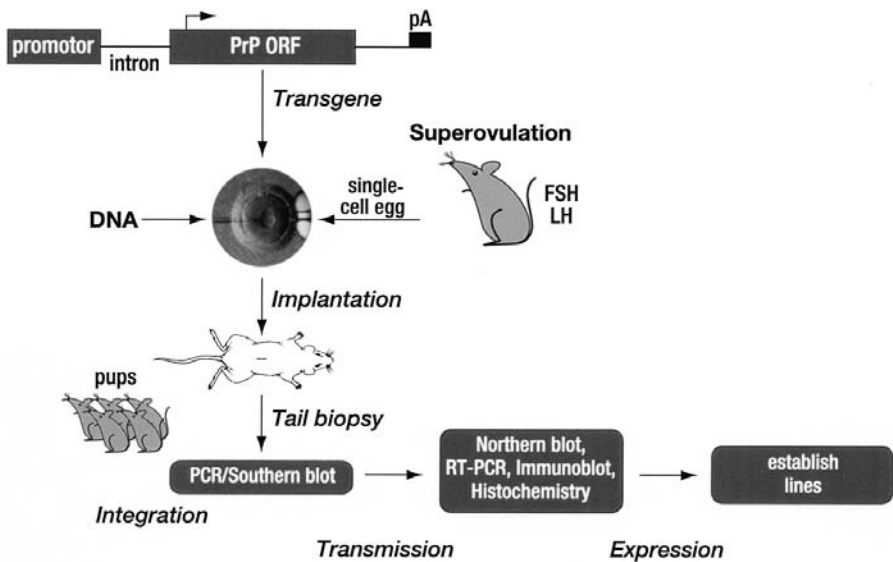 pA
promotor
PrP ORF
intron
Transgene
Superovulation
single-
cell egg
FSH
LH
DNA
Implantation
pups
Tail biopsy
PCR/Southern blot
Northern blot,
RT-PCR, Immunoblot,
Histochemistry
establish
lines
Integration
Transmission
Expression